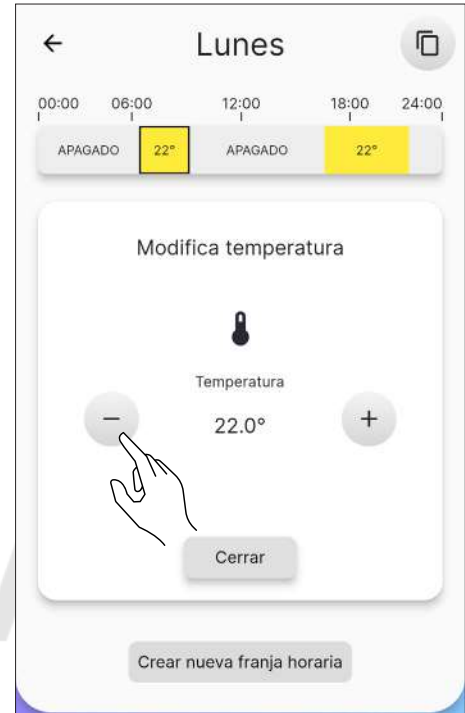 Lunes
00:00 06:00 12:00 18:00 24:00
APAGADO 22° APAGADO 22°
Modifica temperatura
Temperatura
− 22.0° +
Cerrar
Crear nueva franja horaria